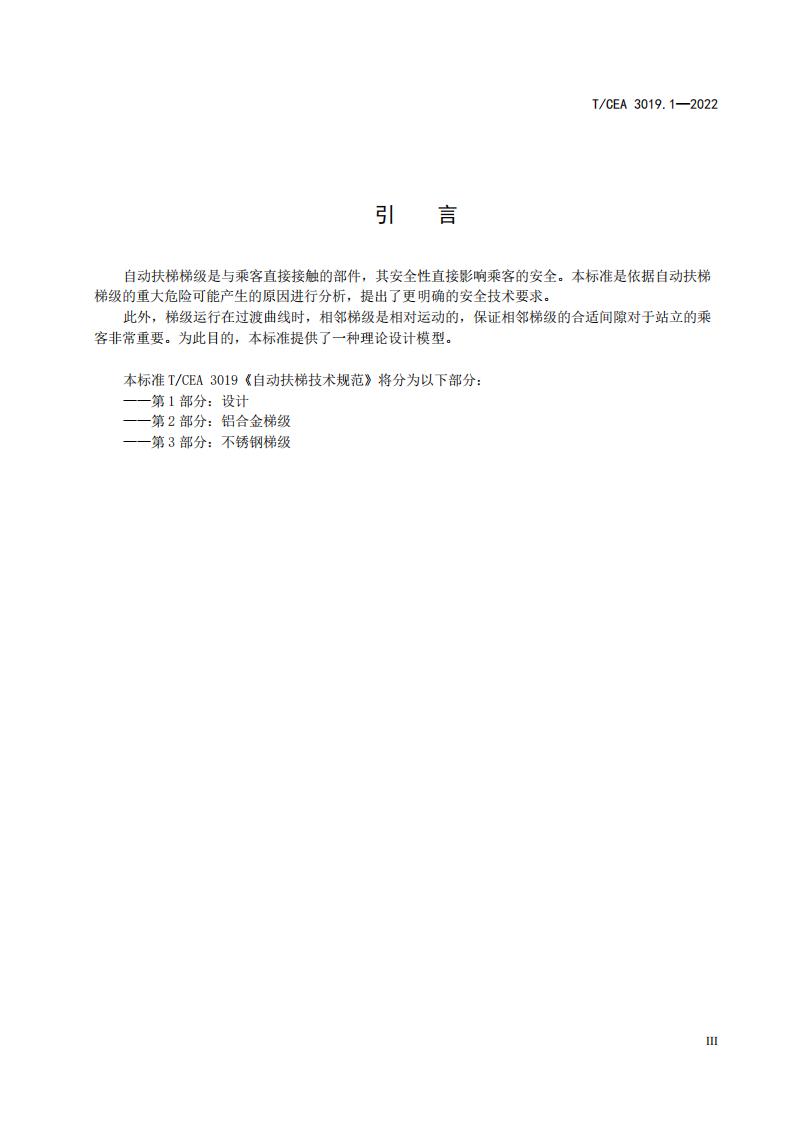 T/CEA 3019.1—2022
引 言
自动扶梯梯级是与乘客直接接触的部件，其安全性直接影响乘客的安全。本标准是依据自动扶梯
梯级的重大危险可能产生的原因进行分析，提出了更明确的安全技术要求。
此外，梯级运行在过渡曲线时，相邻梯级是相对运动的，保证相邻梯级的合适间隙对于站立的乘
客非常重要。为此目的，本标准提供了一种理论设计模型。
本标准 T/CEA 3019《自动扶梯技术规范》将分为以下部分：
——第 1 部分：设计
——第 2 部分：铝合金梯级
——第 3 部分：不锈钢梯级
III